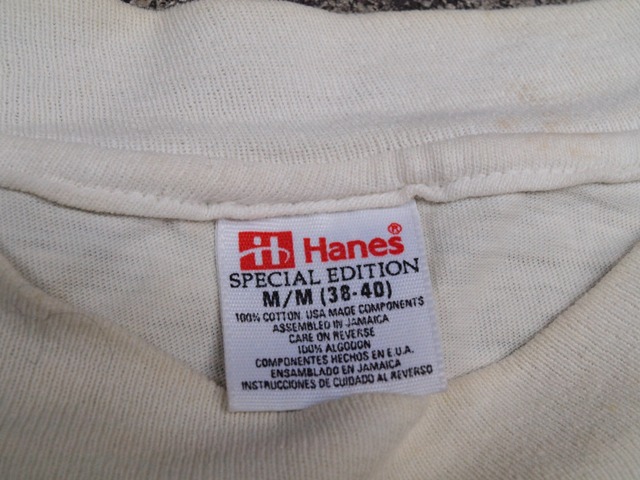 Hanes®
SPECIAL EDITION
M/M (38-40)
100% COTTON. USA MADE COMPONENTS
ASSEMBLED IN JAMAICA
CARE ON REVERSE
100% ALGODON
COMPONENTES HECHOS EN E.U.A.
ENSAMBLADO EN JAMAICA
INSTRUCCIONES DE CUIDADO AL REVERSO